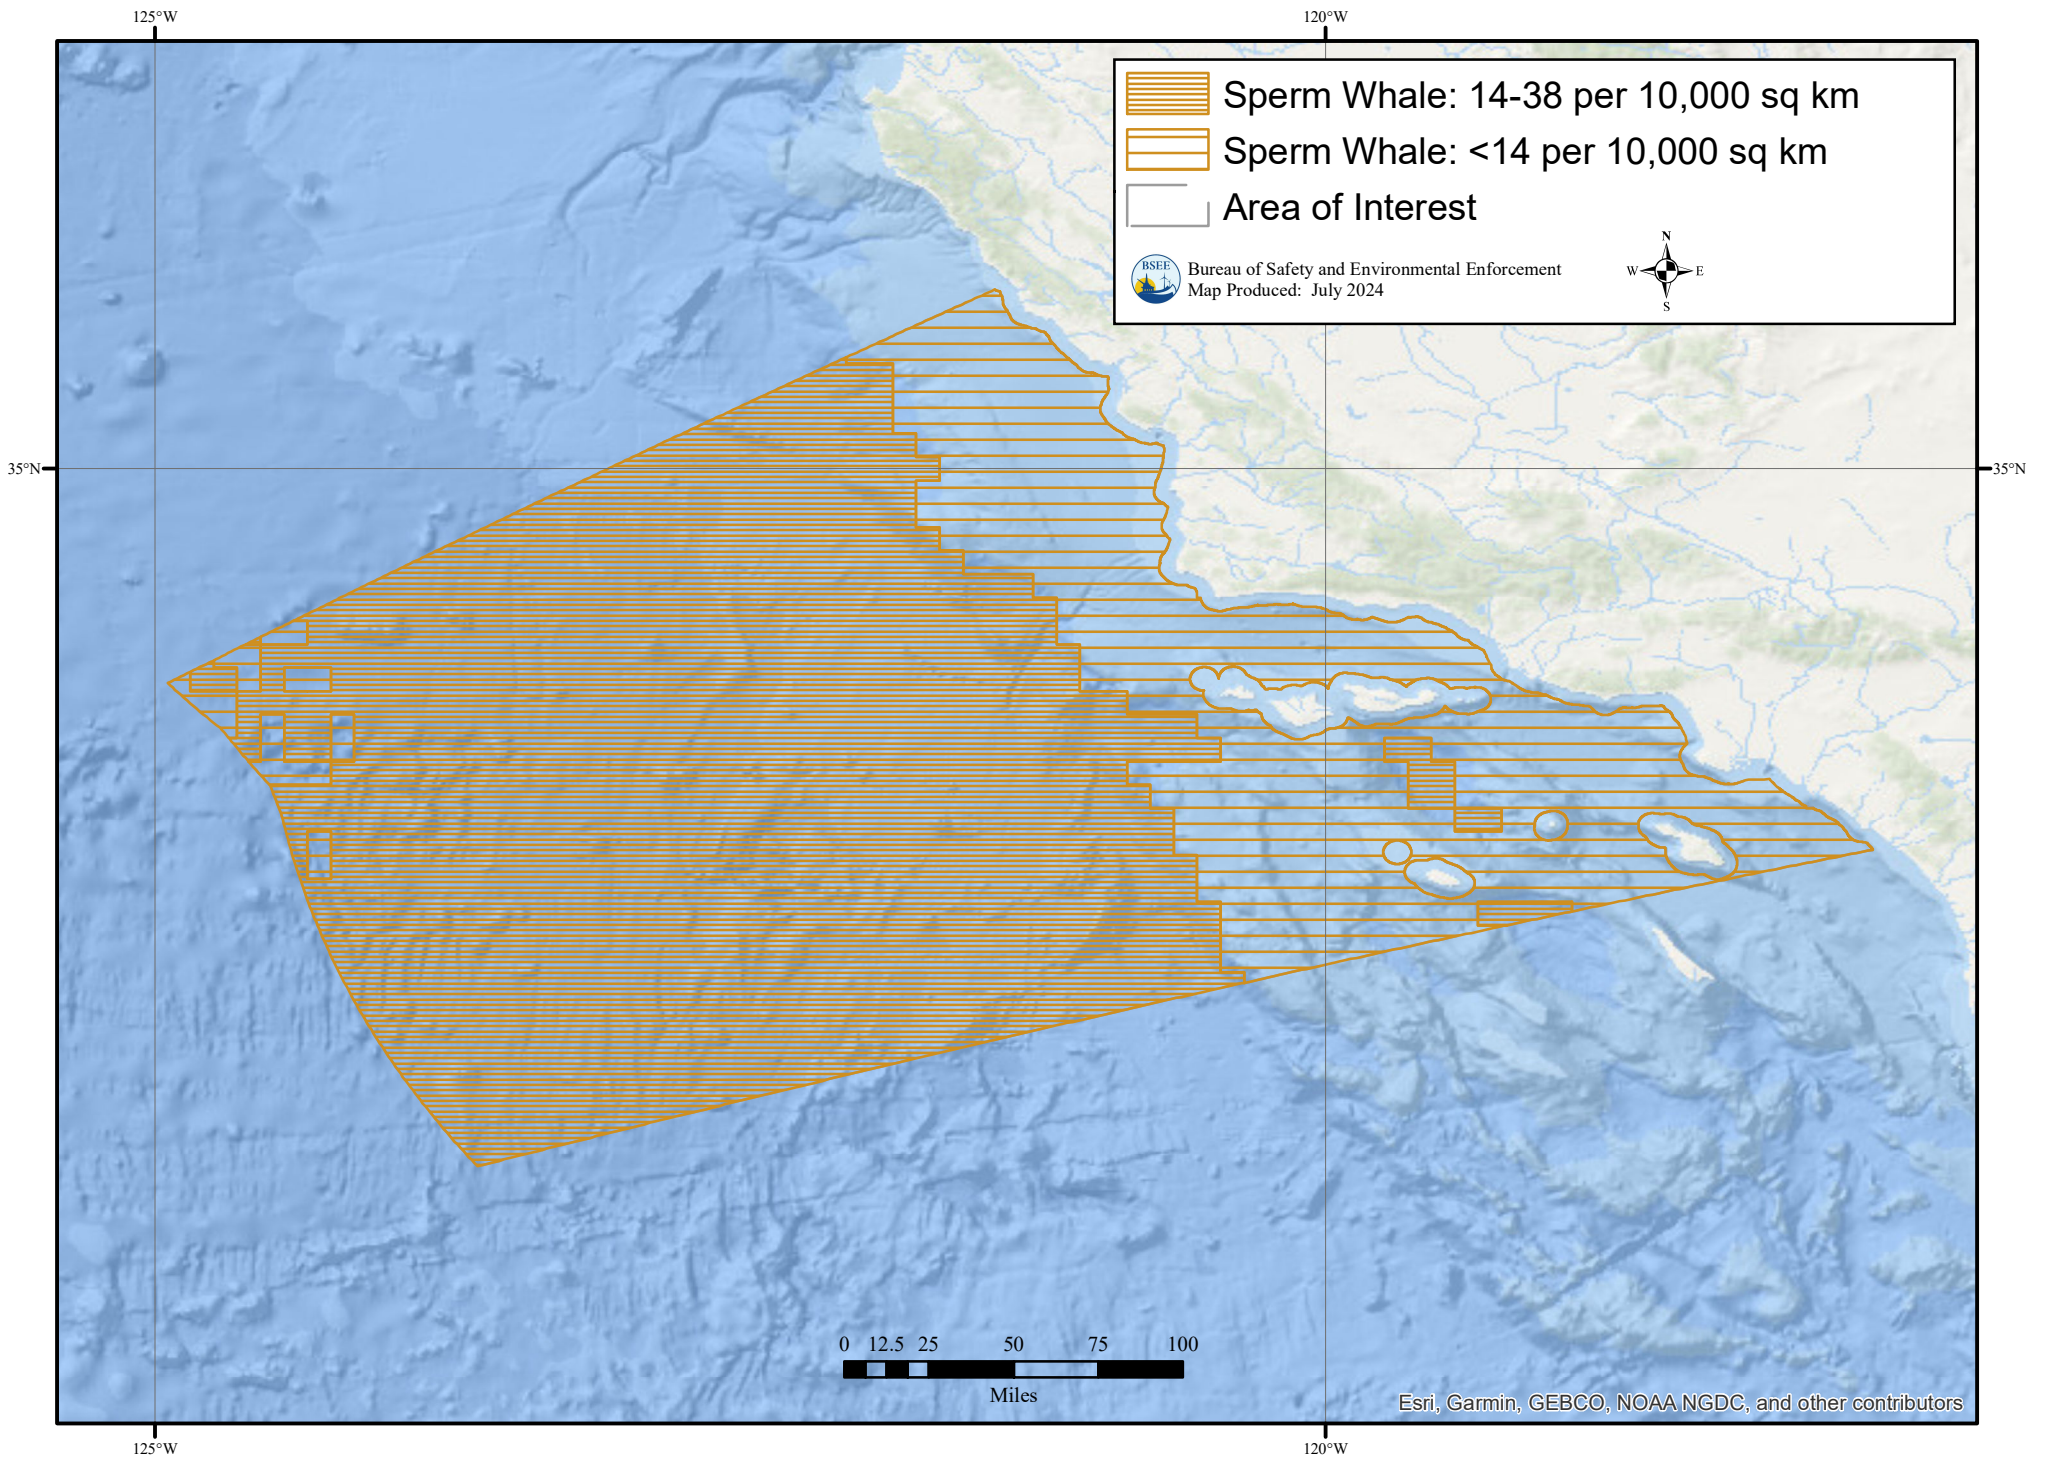 125°W
120°W
Sperm Whale: 14-38 per 10,000 sq km
Sperm Whale: <14 per 10,000 sq km
Area of Interest
BSEE
Bureau of Safety and Environmental Enforcement
Map Produced: July 2024
N
W
E
S
35°N
35°N
0 12.5 25 50 75 100
Miles
Esri, Garmin, GEBCO, NOAA NGDC, and other contributors
125°W
120°W